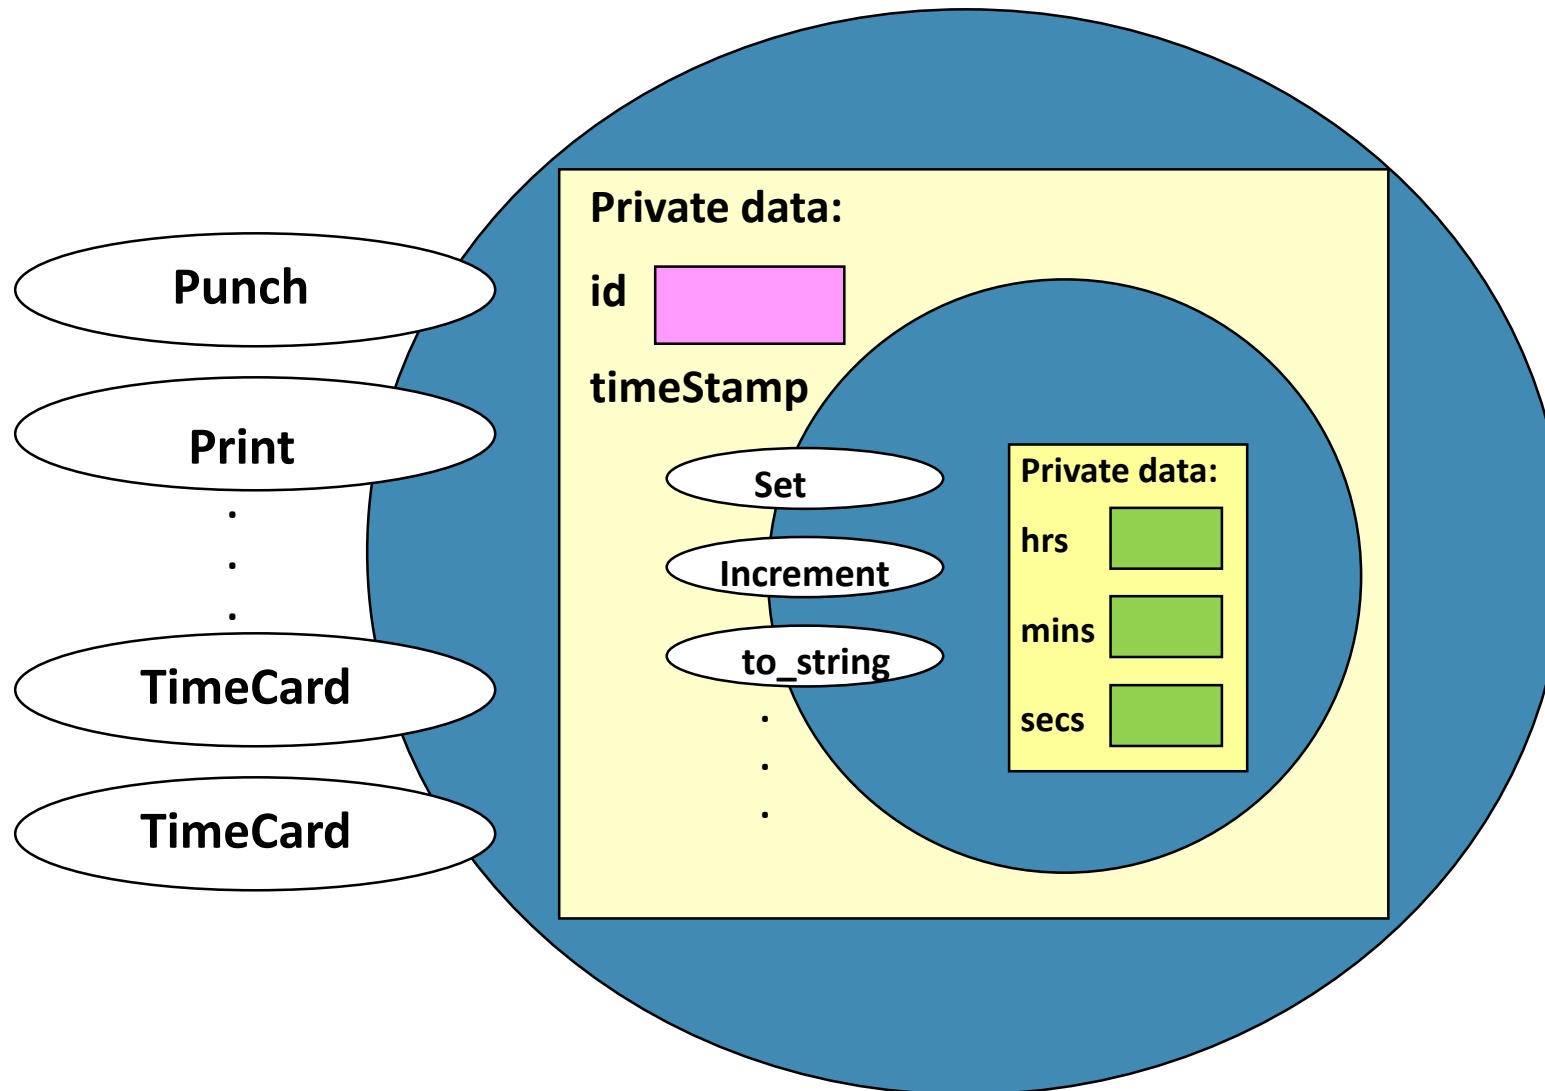 Punch
Print
.
.
.
TimeCard
TimeCard
Private data:
id
timeStamp
Set
Increment
to_string
.
.
.
Private data:
hrs
mins
secs